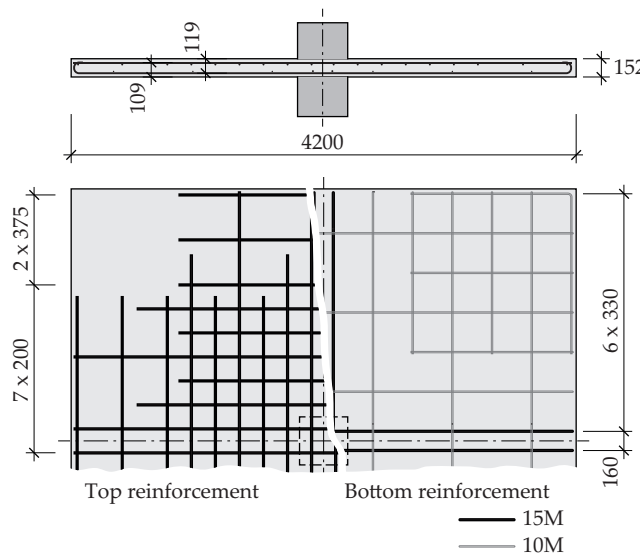 119
152
109
4200
2 x 375
7 x 200
6 x 330
160
Top reinforcement
Bottom reinforcement
15M
10M